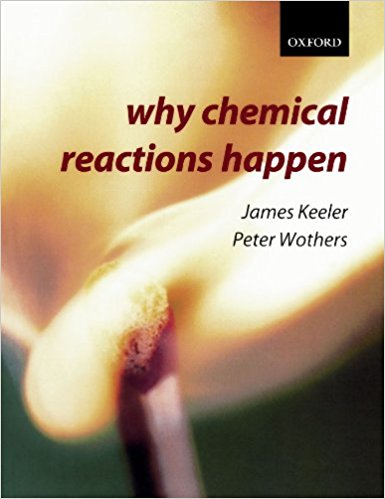 OXFORD
why chemical
reactions happen
James Keeler
Peter Wothers